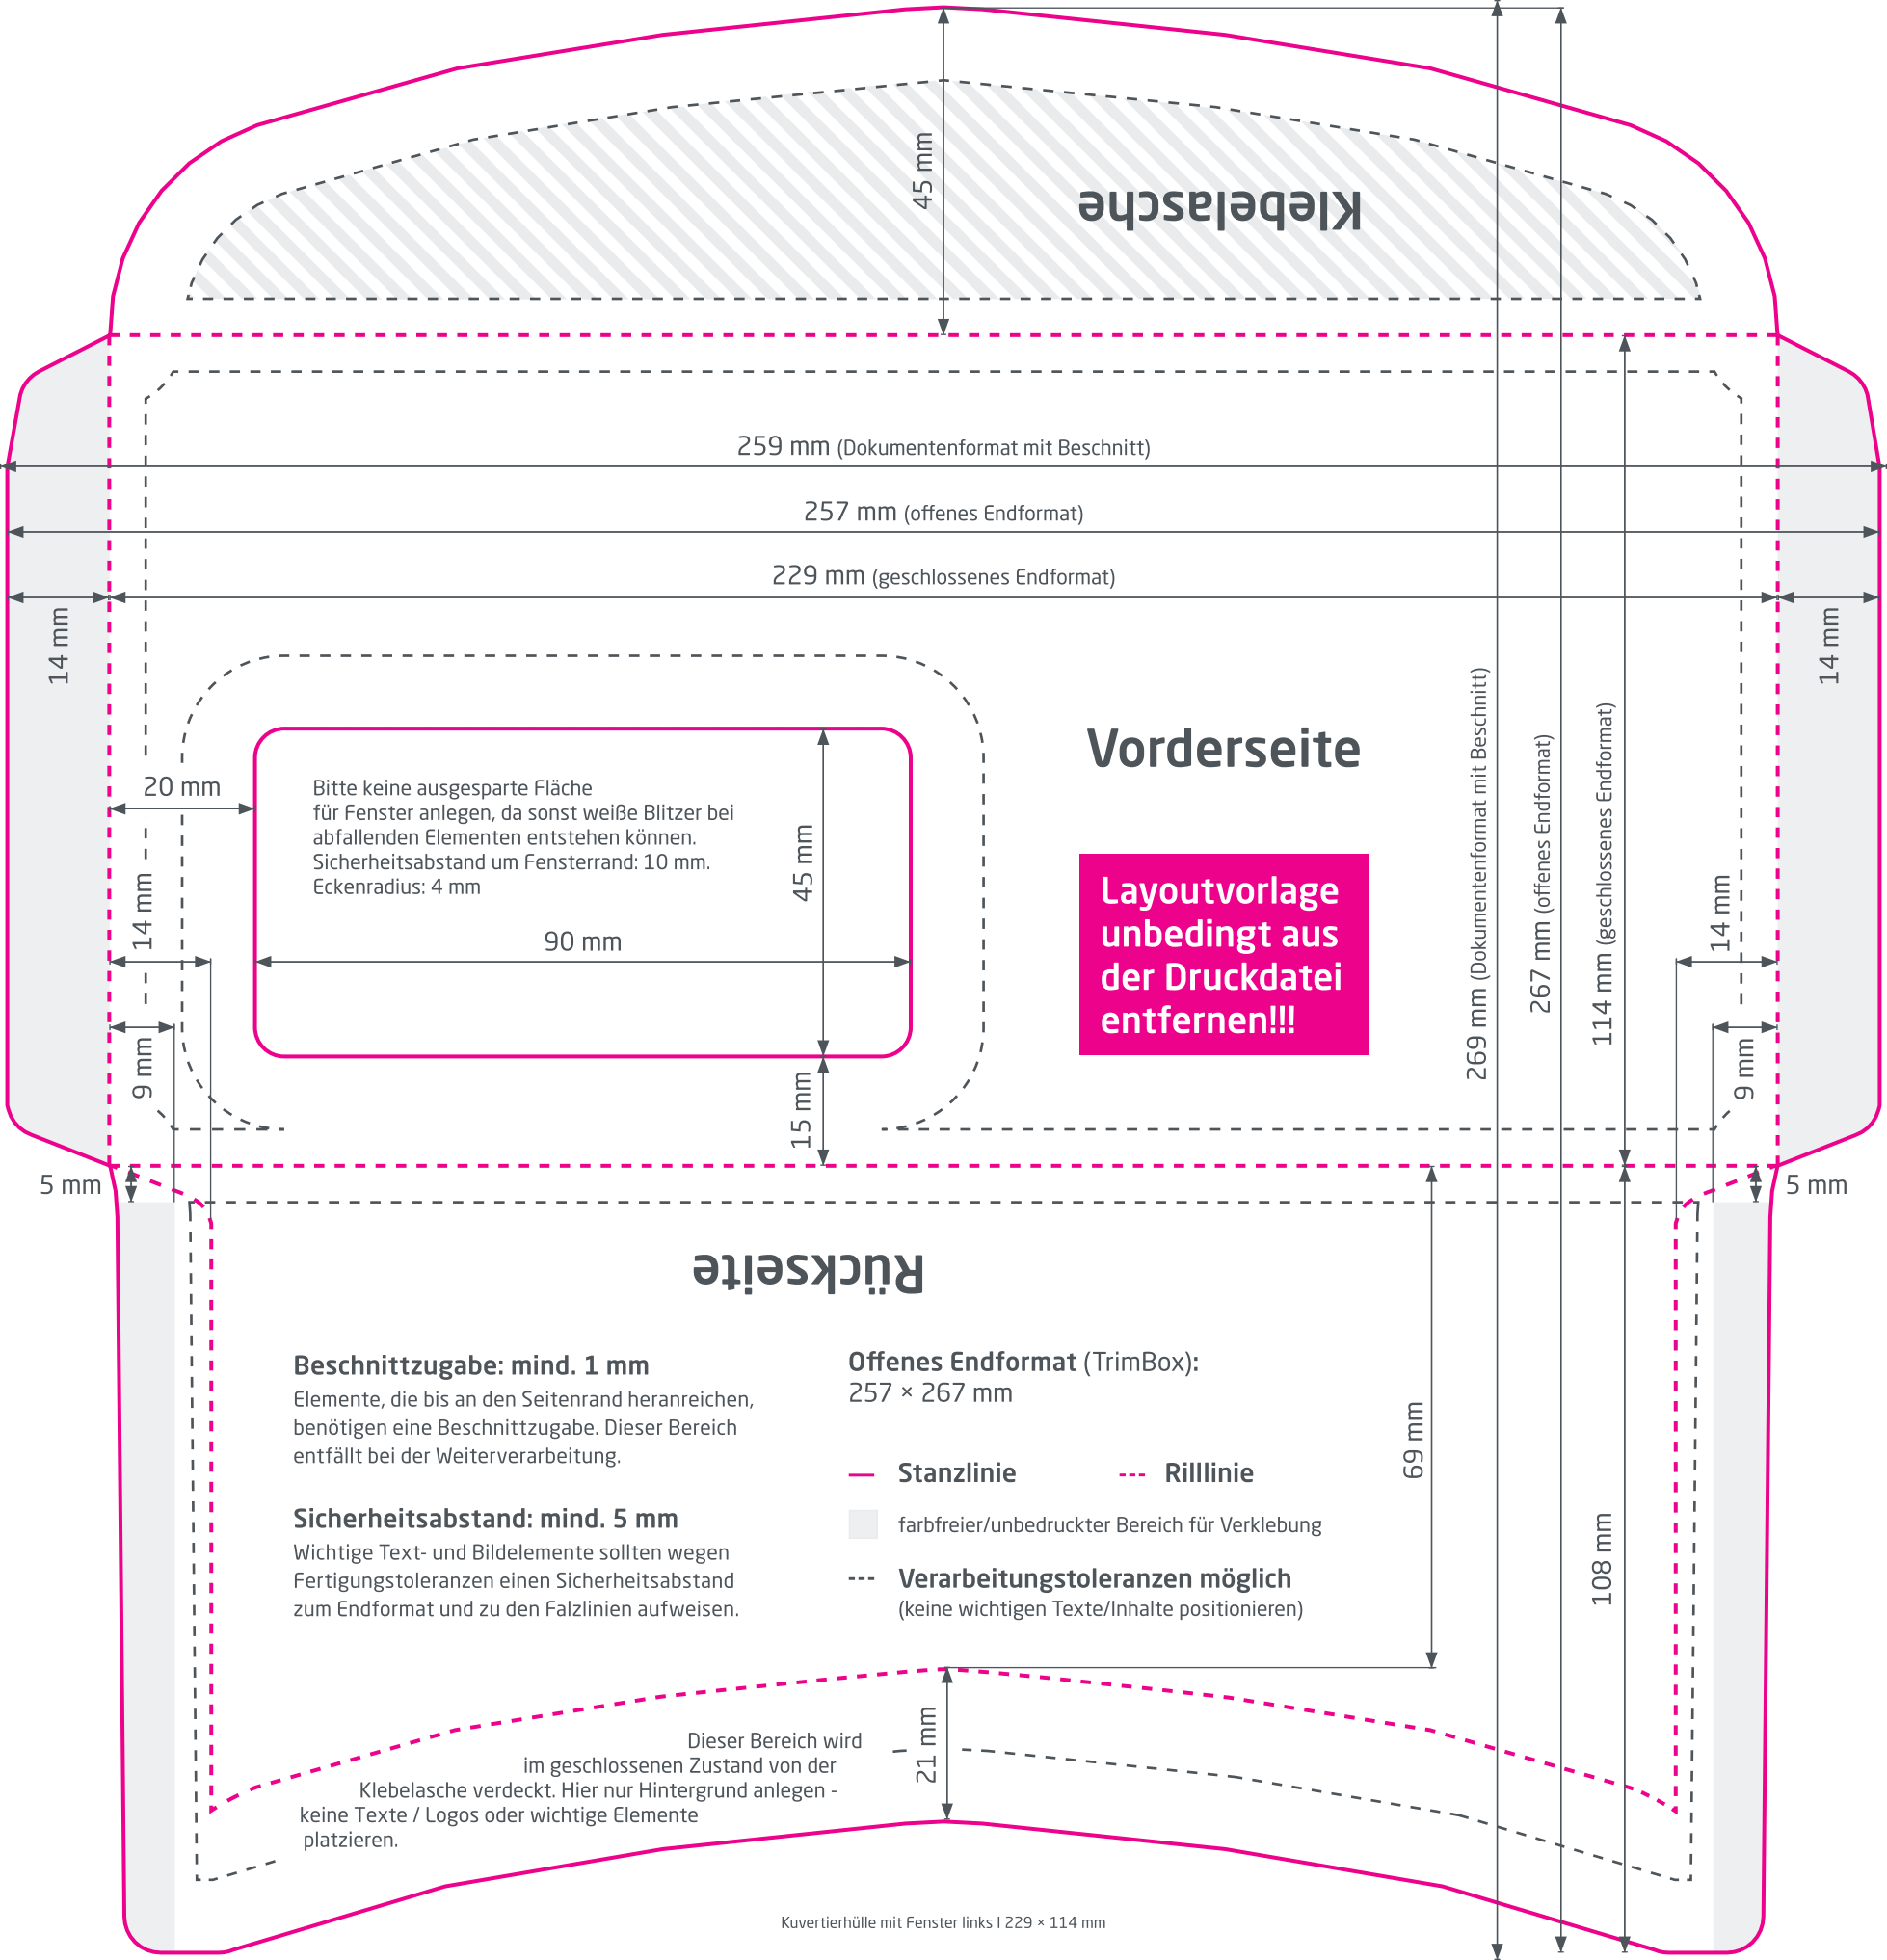 45 mm
Klebelasche
259 mm (Dokumentenformat mit Beschnitt)
257 mm (offenes Endformat)
229 mm (geschlossenes Endformat)
14 mm
14 mm
269 mm (Dokumentenformat mit Beschnitt)
267 mm (offenes Endformat)
114 mm (geschlossenes Endformat)
Vorderseite
20 mm
Bitte keine ausgesparte Fläche
für Fenster anlegen, da sonst weiße Blitzer bei
abfallenden Elementen entstehen können.
Sicherheitsabstand um Fensterrand: 10 mm.
Eckenradius: 4 mm
45 mm
90 mm
14 mm
9 mm
15 mm
Layoutvorlage
unbedingt aus
der Druckdatei
entfernen!!!
14 mm
9 mm
5 mm
5 mm
Rückseite
Beschnittzugabe: mind. 1 mm
Elemente, die bis an den Seitenrand heranreichen,
benötigen eine Beschnittzugabe. Dieser Bereich
entfällt bei der Weiterverarbeitung.
Sicherheitsabstand: mind. 5 mm
Wichtige Text- und Bildelemente sollten wegen
Fertigungstoleranzen einen Sicherheitsabstand
zum Endformat und zu den Falzlinien aufweisen.
Offenes Endformat (TrimBox):
257 × 267 mm
Stanzlinie
Rilllinie
farbfreier/unbedruckter Bereich für Verklebung
Verarbeitungstoleranzen möglich
(keine wichtigen Texte/Inhalte positionieren)
69 mm
108 mm
21 mm
Dieser Bereich wird
im geschlossenen Zustand von der
Klebelasche verdeckt. Hier nur Hintergrund anlegen -
keine Texte / Logos oder wichtige Elemente
platzieren.
Kuvertierhülle mit Fenster links I 229 × 114 mm